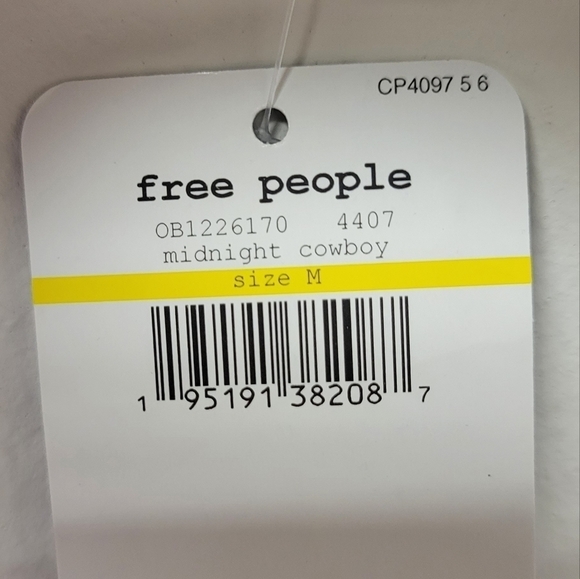 CP4097 5 6
free people
OB1226170 4407
midnight cowboy
size M
1 95191 38208 7